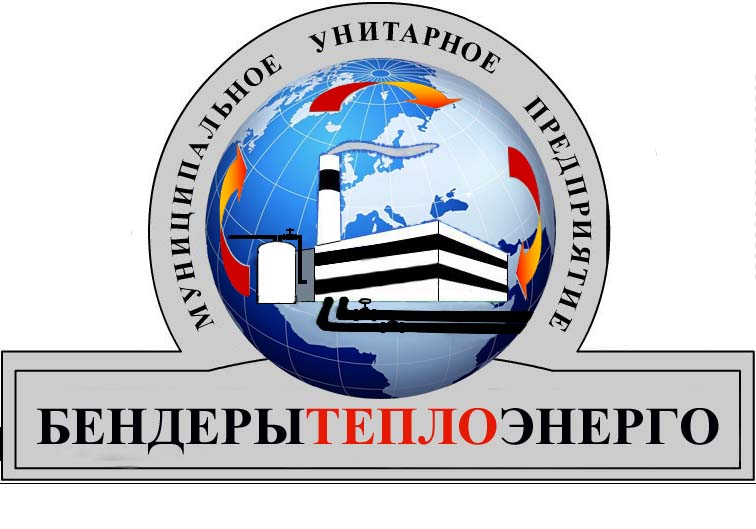 МУНИЦИПАЛЬНОЕ УНИТАРНОЕ ПРЕДПРИЯТИЕ
БЕНДЕРЫТЕПЛОЭНЕРГО